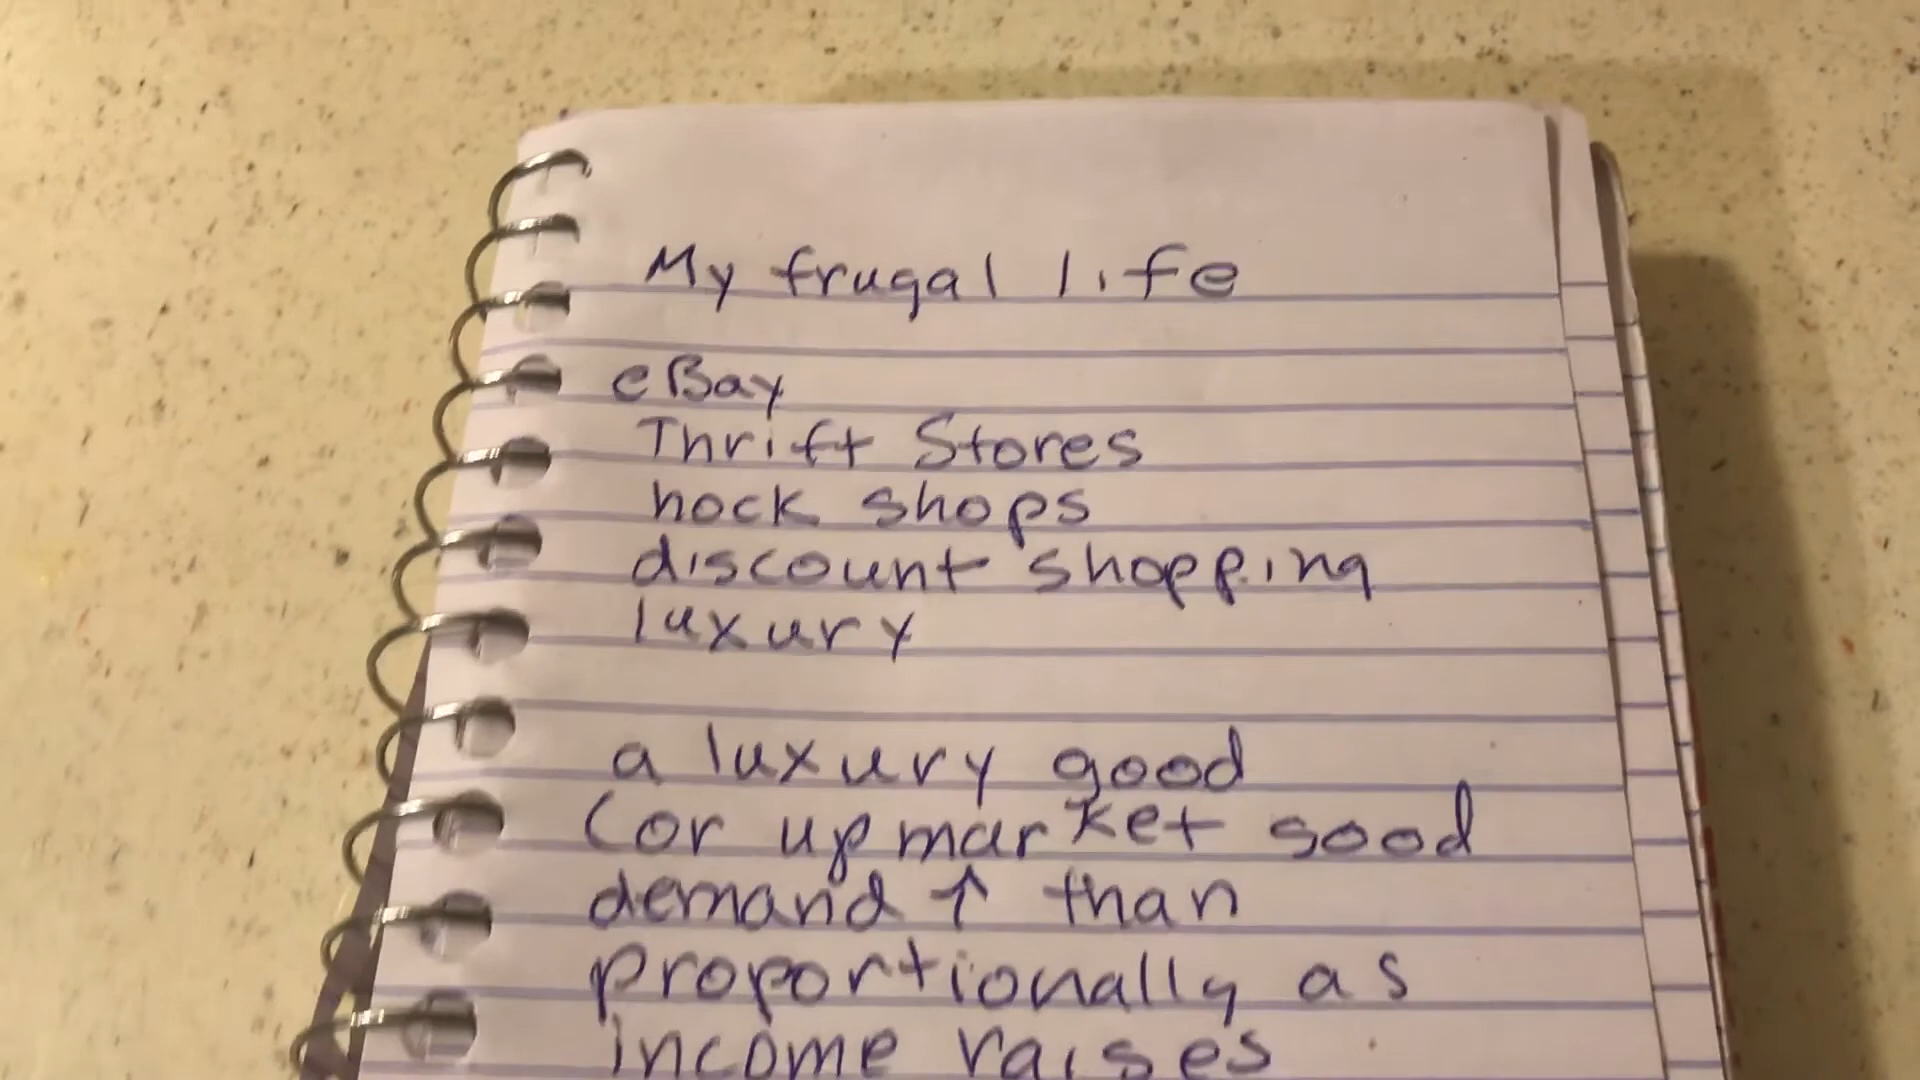 My frugal life
eBay
Thrift Stores
hock shops
discount shopping
luxury
a luxury good
(or upmarket good
demand ↑ than
proportionally as
income raises